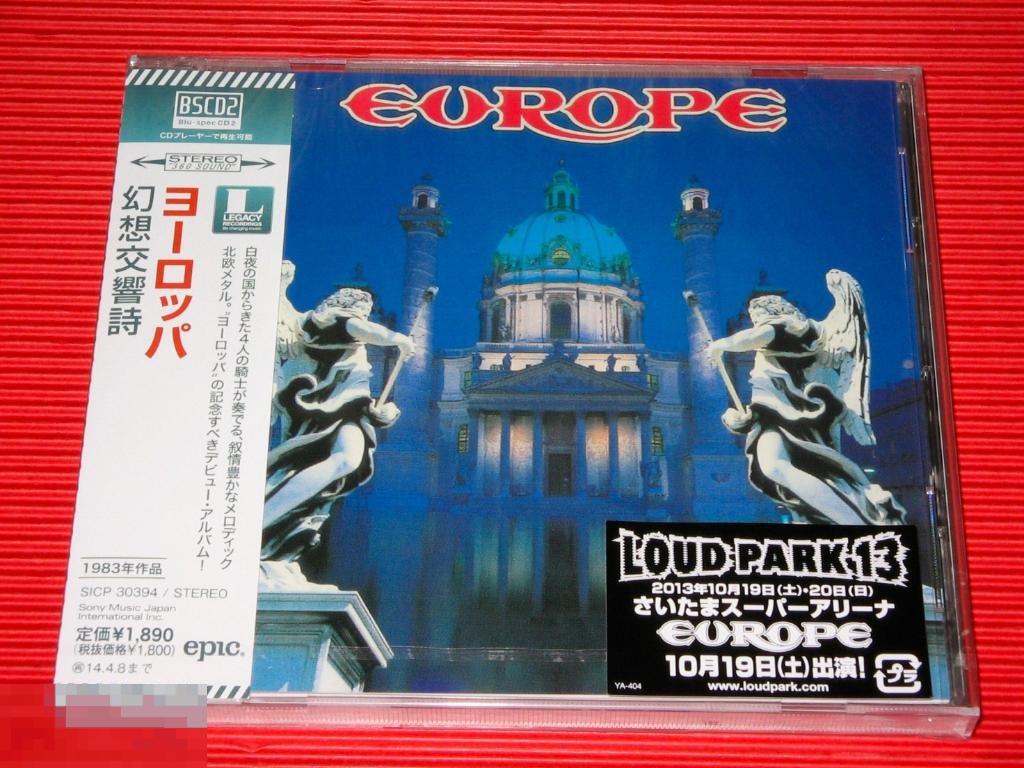 BSCD2
Blu-spec CD2
CDプレーヤーで再生可能
STEREO
"360 SOUND"
L
LEGACY
RECORDINGS
Be changing music.
ヨーロッパ
幻想交響詩
白夜の国からきた4人の騎士が奏でる、叙情豊かなメロディック
北欧メタル。"ヨーロッパ"の記念すべきデビュー・アルバム!
1983年作品
SICP 30394 / STEREO
Sony Music Japan
International Inc.
定価¥1,890
(税抜価格¥1,800)
14.4.8まで
epic®
EUROPE
LOUD PARK 13
2013年10月19日(土)・20日(日)
さいたまスーパーアリーナ
EUROPE
10月19日(土)出演!
YA-404
www.loudpark.com
プラ